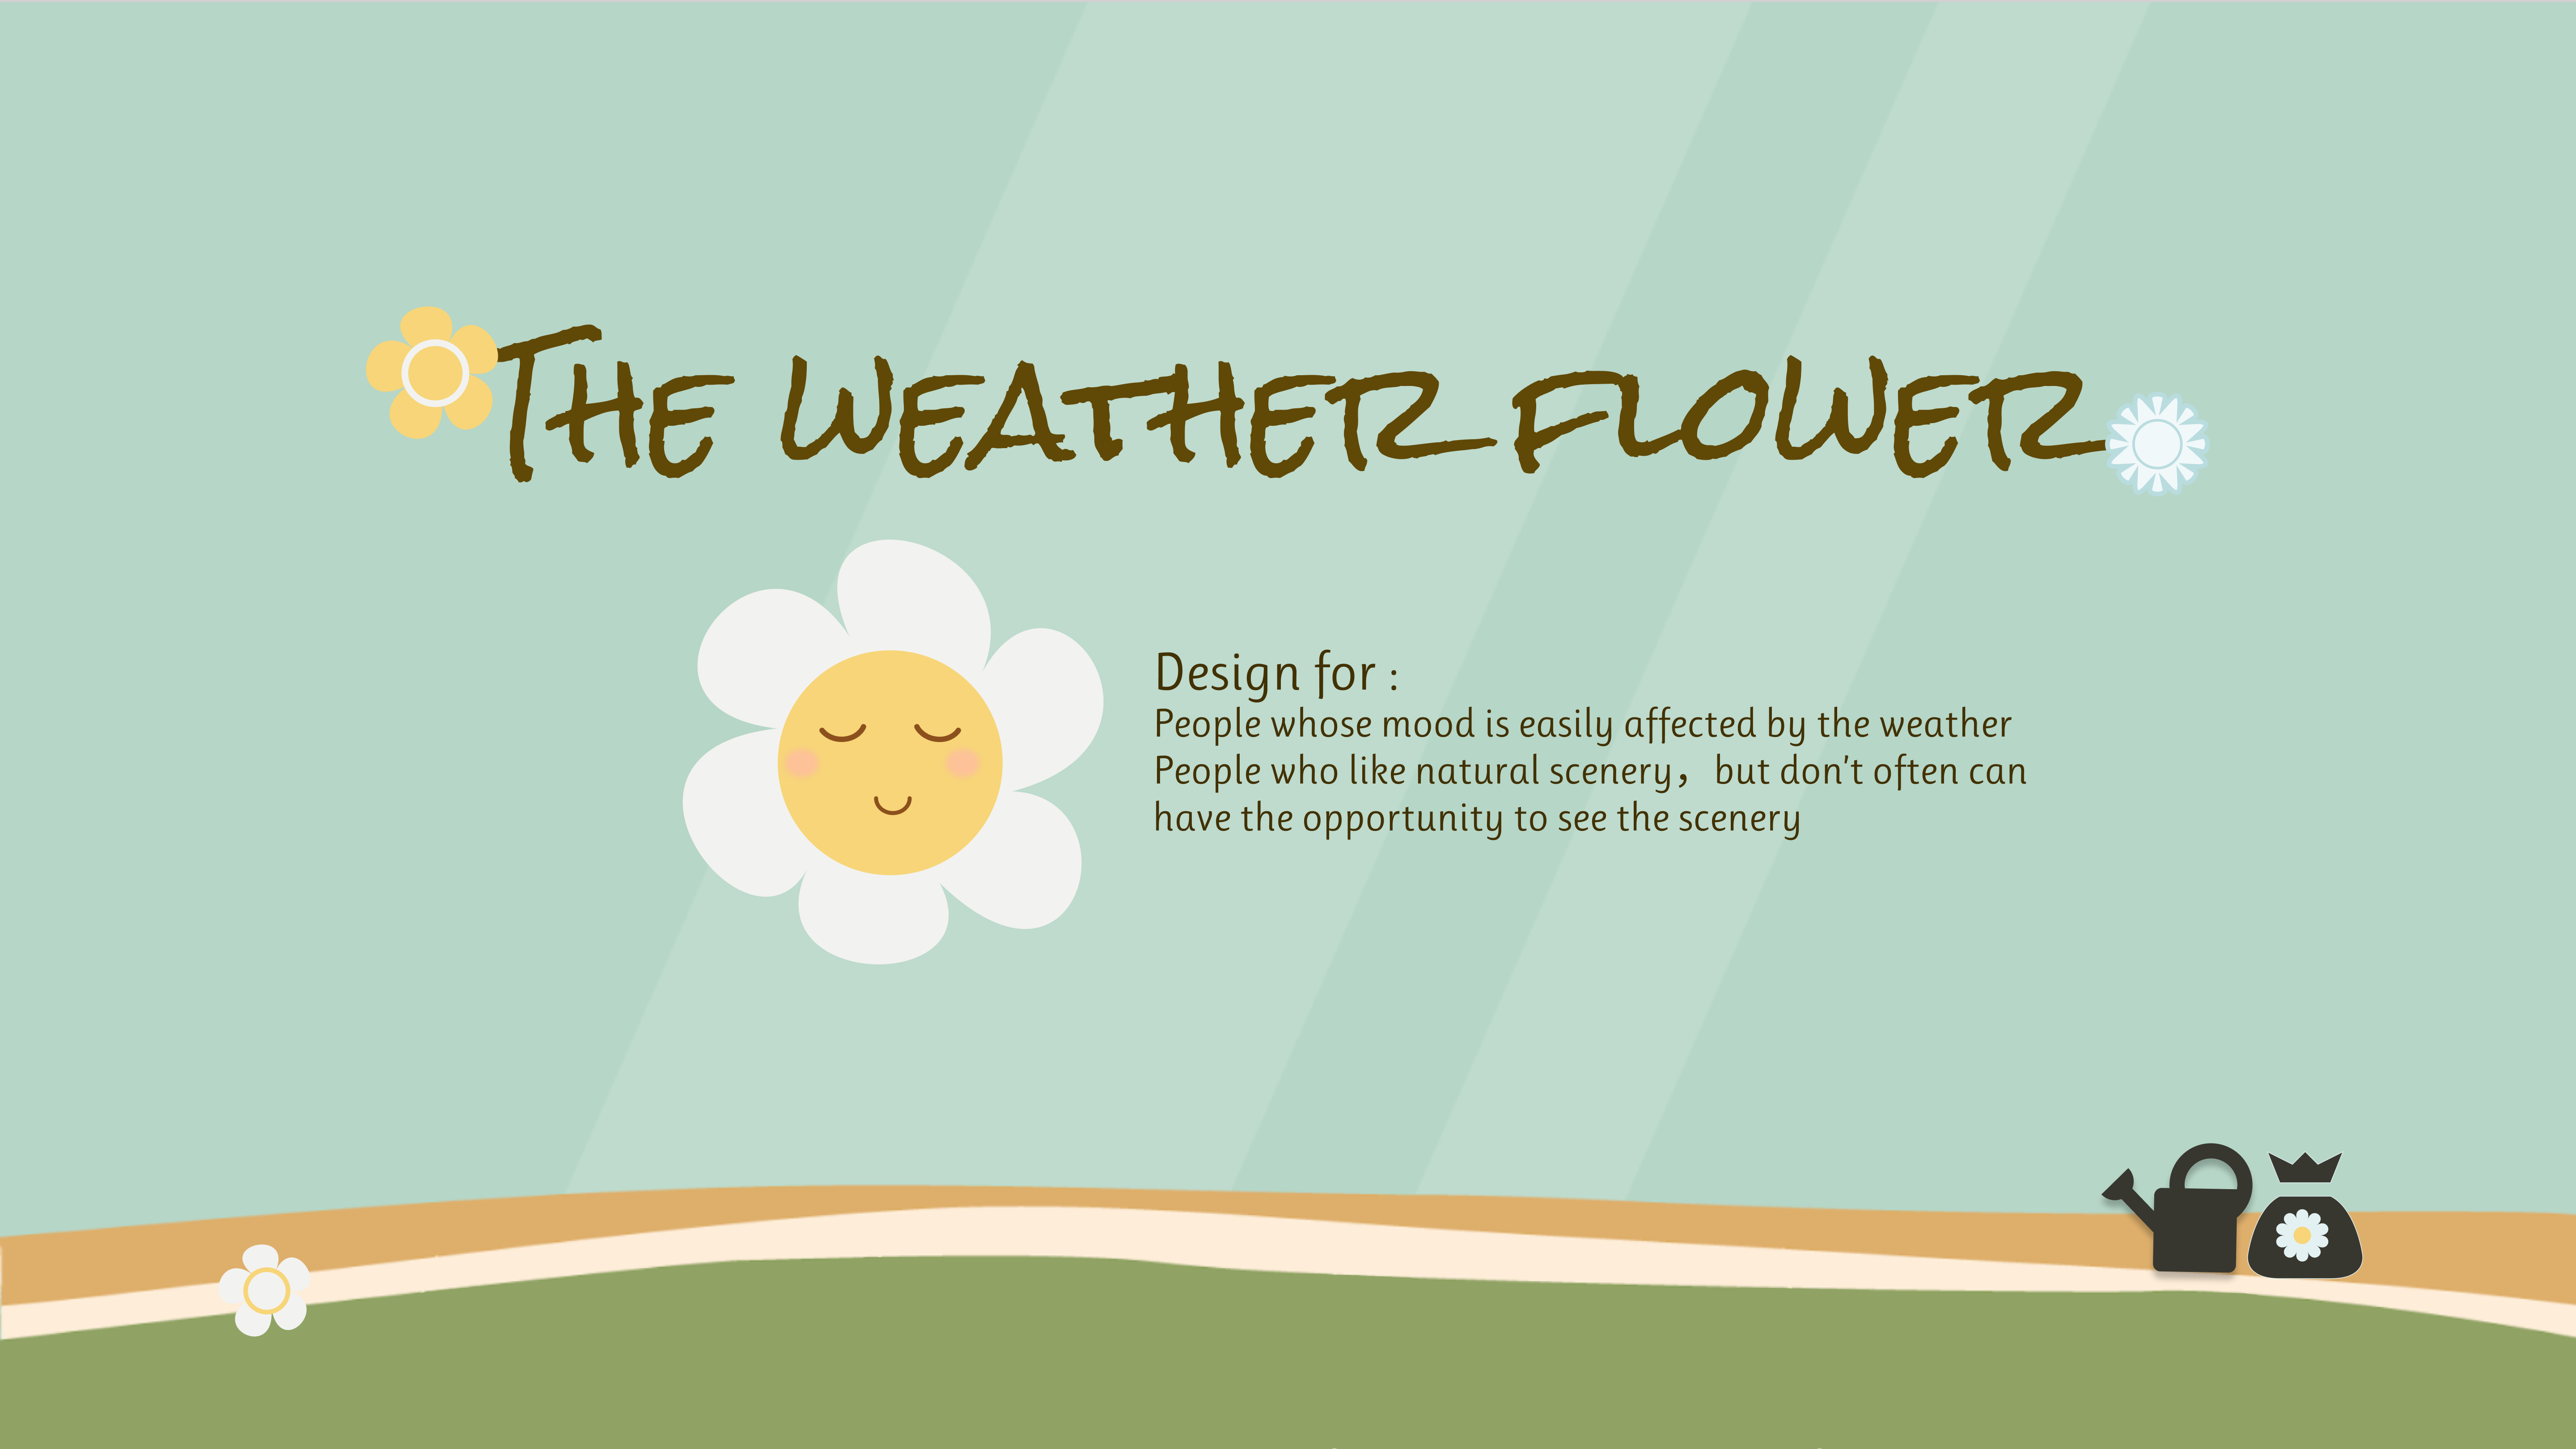 The weather flower
Design for :
People whose mood is easily affected by the weather
People who like natural scenery，but don't often can
have the opportunity to see the scenery